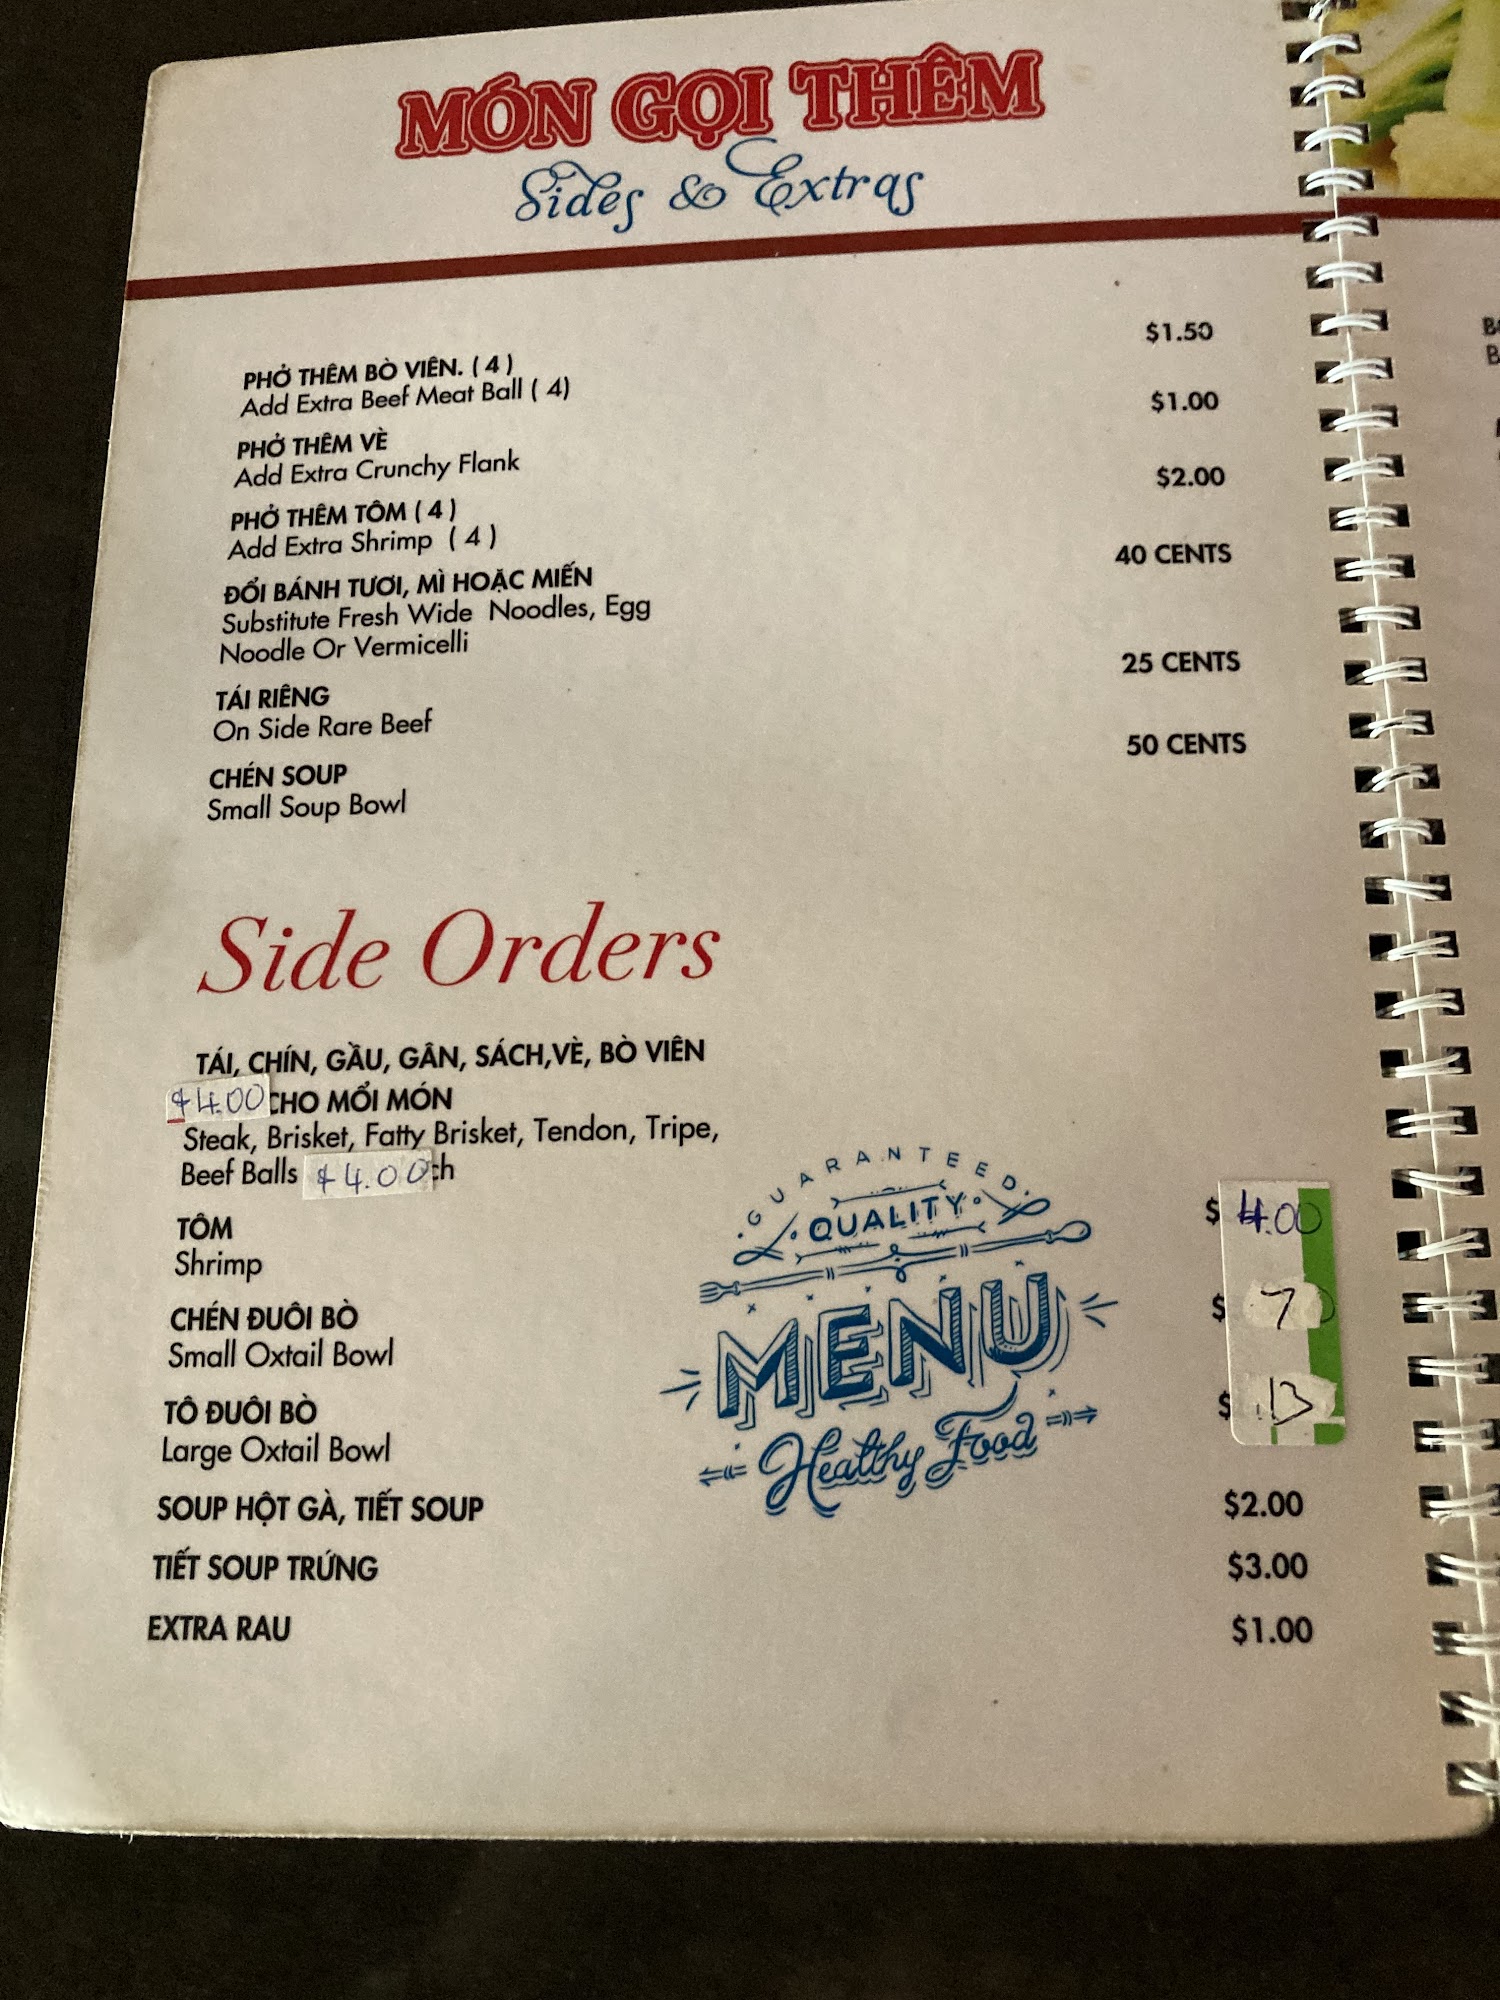 MÓN GỌI THÊM
Sides & Extras
PHỞ THÊM BÒ VIÊN. ( 4 )
Add Extra Beef Meat Ball ( 4)
$1.50
PHỞ THÊM VÈ
Add Extra Crunchy Flank
$1.00
PHỞ THÊM TÔM ( 4 )
Add Extra Shrimp ( 4 )
$2.00
ĐỔI BÁNH TƯƠI, MÌ HOẶC MIẾN
Substitute Fresh Wide Noodles, Egg
Noodle Or Vermicelli
40 CENTS
TÁI RIÊNG
On Side Rare Beef
25 CENTS
CHÉN SOUP
Small Soup Bowl
50 CENTS
Side Orders
TÁI, CHÍN, GẦU, GÂN, SÁCH,VÈ, BÒ VIÊN
$4.00 CHO MỔI MÓN
Steak, Brisket, Fatty Brisket, Tendon, Tripe,
Beef Balls $4.00 ch
TÔM
Shrimp
$ 4.00
CHÉN ĐUÔI BÒ
Small Oxtail Bowl
$ 7
TÔ ĐUÔI BÒ
Large Oxtail Bowl
$ 13
SOUP HỘT GÀ, TIẾT SOUP $2.00
TIẾT SOUP TRỨNG $3.00
EXTRA RAU $1.00
GUARANTEED
QUALITY
MENU
Healthy Food